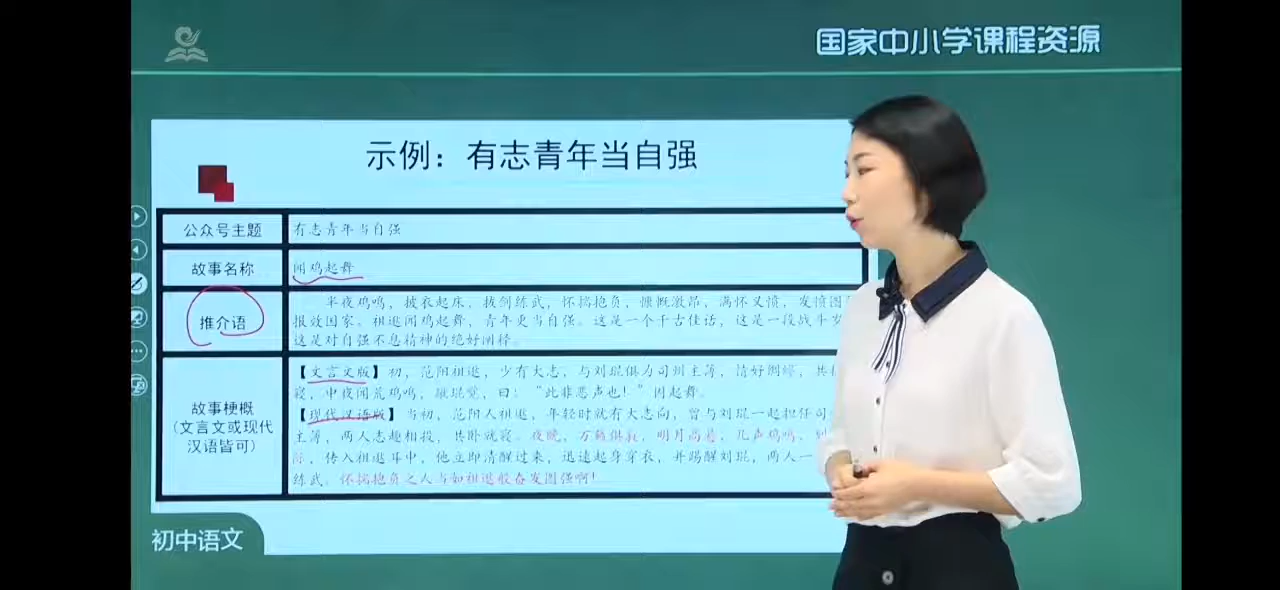 国家中小学课程资源
示例：有志青年当自强
公众号主题
有志青年当自强
故事名称
闻鸡起舞
推介语
半夜鸡鸣，披衣起床，拔剑练武，怀揣抱负，慷慨激昂，满怀义愤，发愤图
报效国家。祖逖闻鸡起舞，青年更当自强。这是一个千古佳话，这是一段战斗岁
这是对自强不息精神的绝好阐释。
故事梗概
（文言文或现代
汉语皆可）
【文言文版】初，范阳祖逖，少有大志，与刘琨俱为司州主簿，情好绸缪，共
寝，中夜闻荒鸡鸣，蹴琨觉，曰："此非恶声也！"因起舞。
【现代汉语版】当初，范阳人祖逖，年轻时就有大志向，曾与刘琨一起担任司
主簿，两人志趣相投，共卧就寝。夜晚，万籁俱寂，明月高悬，几声鸡鸣，划
际，传入祖逖耳中，他立即清醒过来，迅速起身穿衣，并踢醒刘琨，两人一
练武。怀揣抱负之人当如祖逖般奋发图强啊！
初中语文